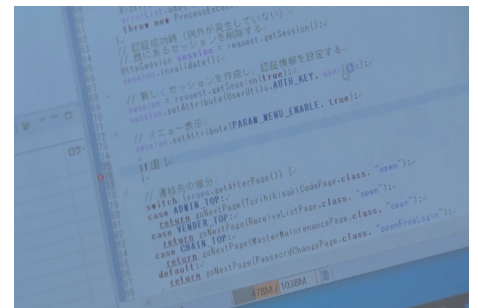 throw new ProcessExce
// 認証成功時(例外が発生していない)
// 既にあるセッションを削除する。
HttpSession session = request.getSession();
session.invalidate();
// 新しくセッションを作成し、認証情報を設定する。
session = request.getSession(true);
session.setAttribute(UserUtils.AUTH_KEY,
// メニュー表示
session.setAttribute(PARAM_MENU_ENABLE, true);
if
// 遷移先の振分
switch (props.getAfterPage()) {
case ADMIN_TOP:
return goNextPage(TorihikisakiCodePage.class, "open");
case VENDER_TOP:
return goNextPage(ReceiveListPage.class, "open");
case CHAIN_TOP:
return goNextPage(MasterMaintenancePage.class, "open");
default:
return goNextPage(PasswordChangePage.class, "openFromLogin");
478M / 1038M